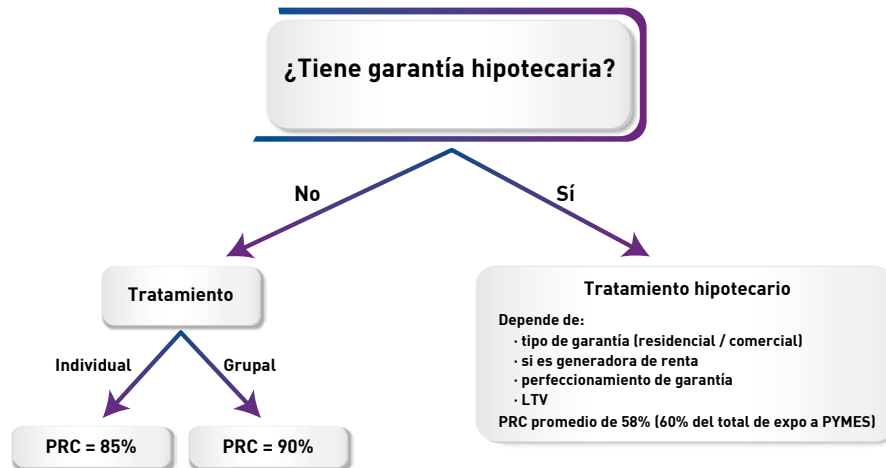 ¿Tiene garantía hipotecaria?
No
Sí
Tratamiento
Individual
Grupal
PRC = 85%
PRC = 90%
Tratamiento hipotecario
Depende de:
· tipo de garantía (residencial / comercial)
· si es generadora de renta
· perfeccionamiento de garantía
· LTV
PRC promedio de 58% (60% del total de expo a PYMES)